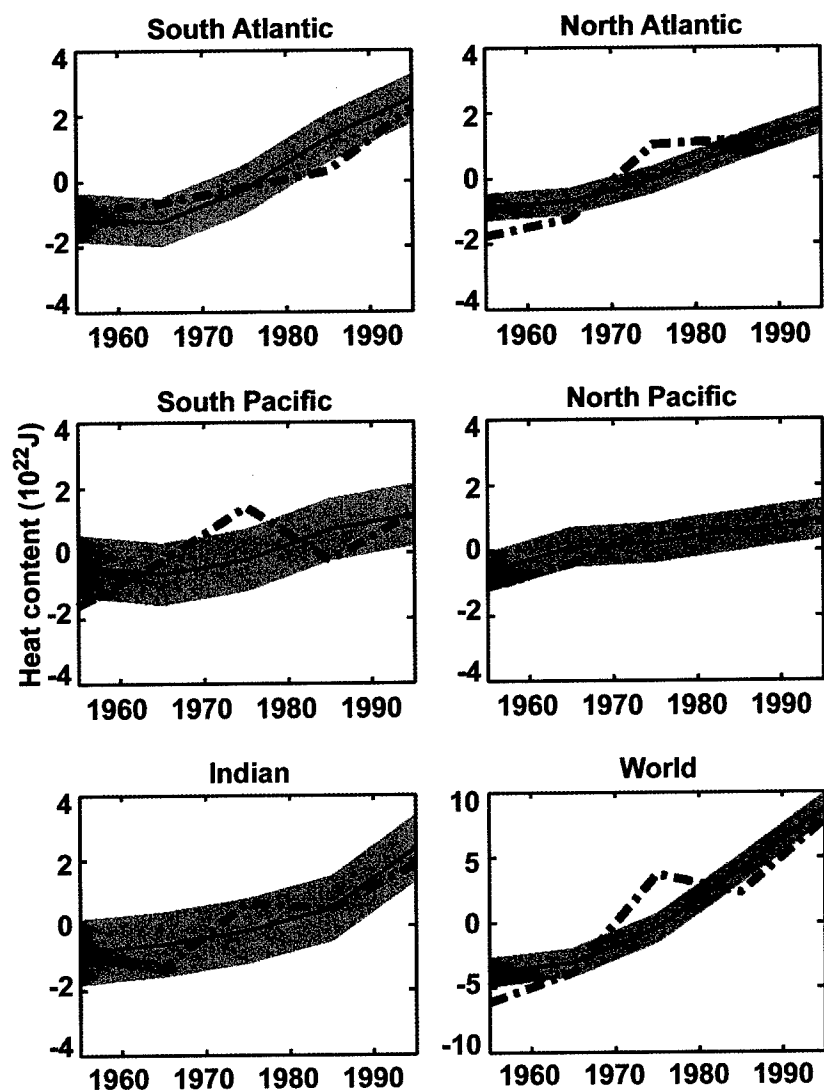 South Atlantic
4
2
0
-2
-4
1960 1970 1980 1990
North Atlantic
4
2
0
-2
-4
1960 1970 1980 1990
Heat content (10²²J)
South Pacific
4
2
0
-2
-4
1960 1970 1980 1990
North Pacific
4
2
0
-2
-4
1960 1970 1980 1990
Indian
4
2
0
-2
-4
1960 1970 1980 1990
World
10
5
0
-5
-10
1960 1970 1980 1990